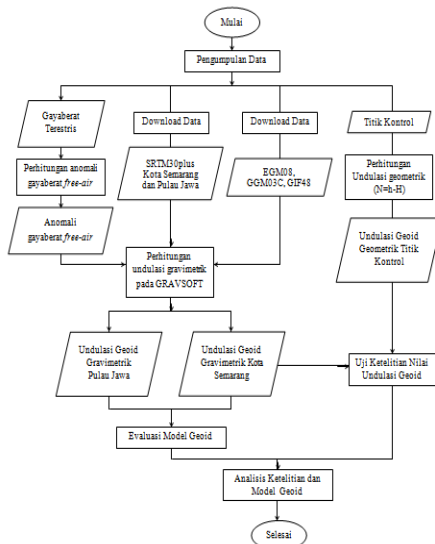 Mulai
Pengumpulan Data
Gayaberat
Terestris
Download Data
Download Data
Titik Kontrol
Perhitungan anomali
gayaberat free-air
SRTM30plus
Kota Semarang
dan Pulau Jawa
EGM08,
GGM03C, GIF48
Perhitungan
Undulasi geometrik
(N=h-H)
Anomali
gayaberat free-air
Perhitungan
undulasi gravimetrik
pada GRAVSOFT
Undulasi Geoid
Geometrik Titik
Kontrol
Undulasi Geoid
Gravimetrik
Pulau Jawa
Undulasi Geoid
Gravimetrik Kota
Semarang
Uji Ketelitian Nilai
Undulasi Geoid
Evaluasi Model Geoid
Analisis Ketelitian dan
Model Geoid
Selesai